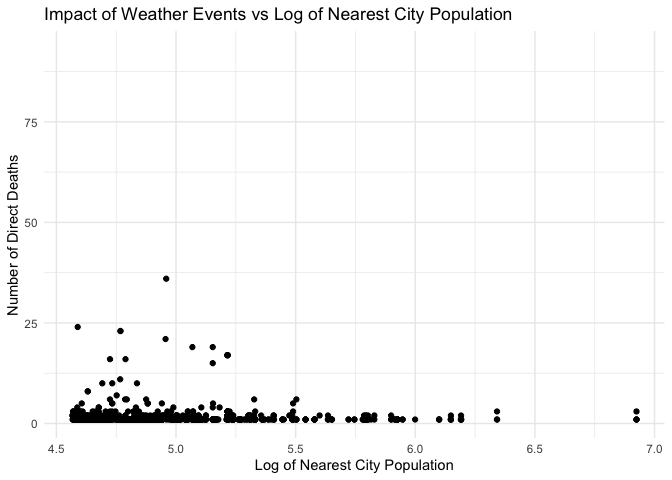 Impact of Weather Events vs Log of Nearest City Population
Number of Direct Deaths
75
50
25
0
4.5 5.0 5.5 6.0 6.5 7.0
Log of Nearest City Population